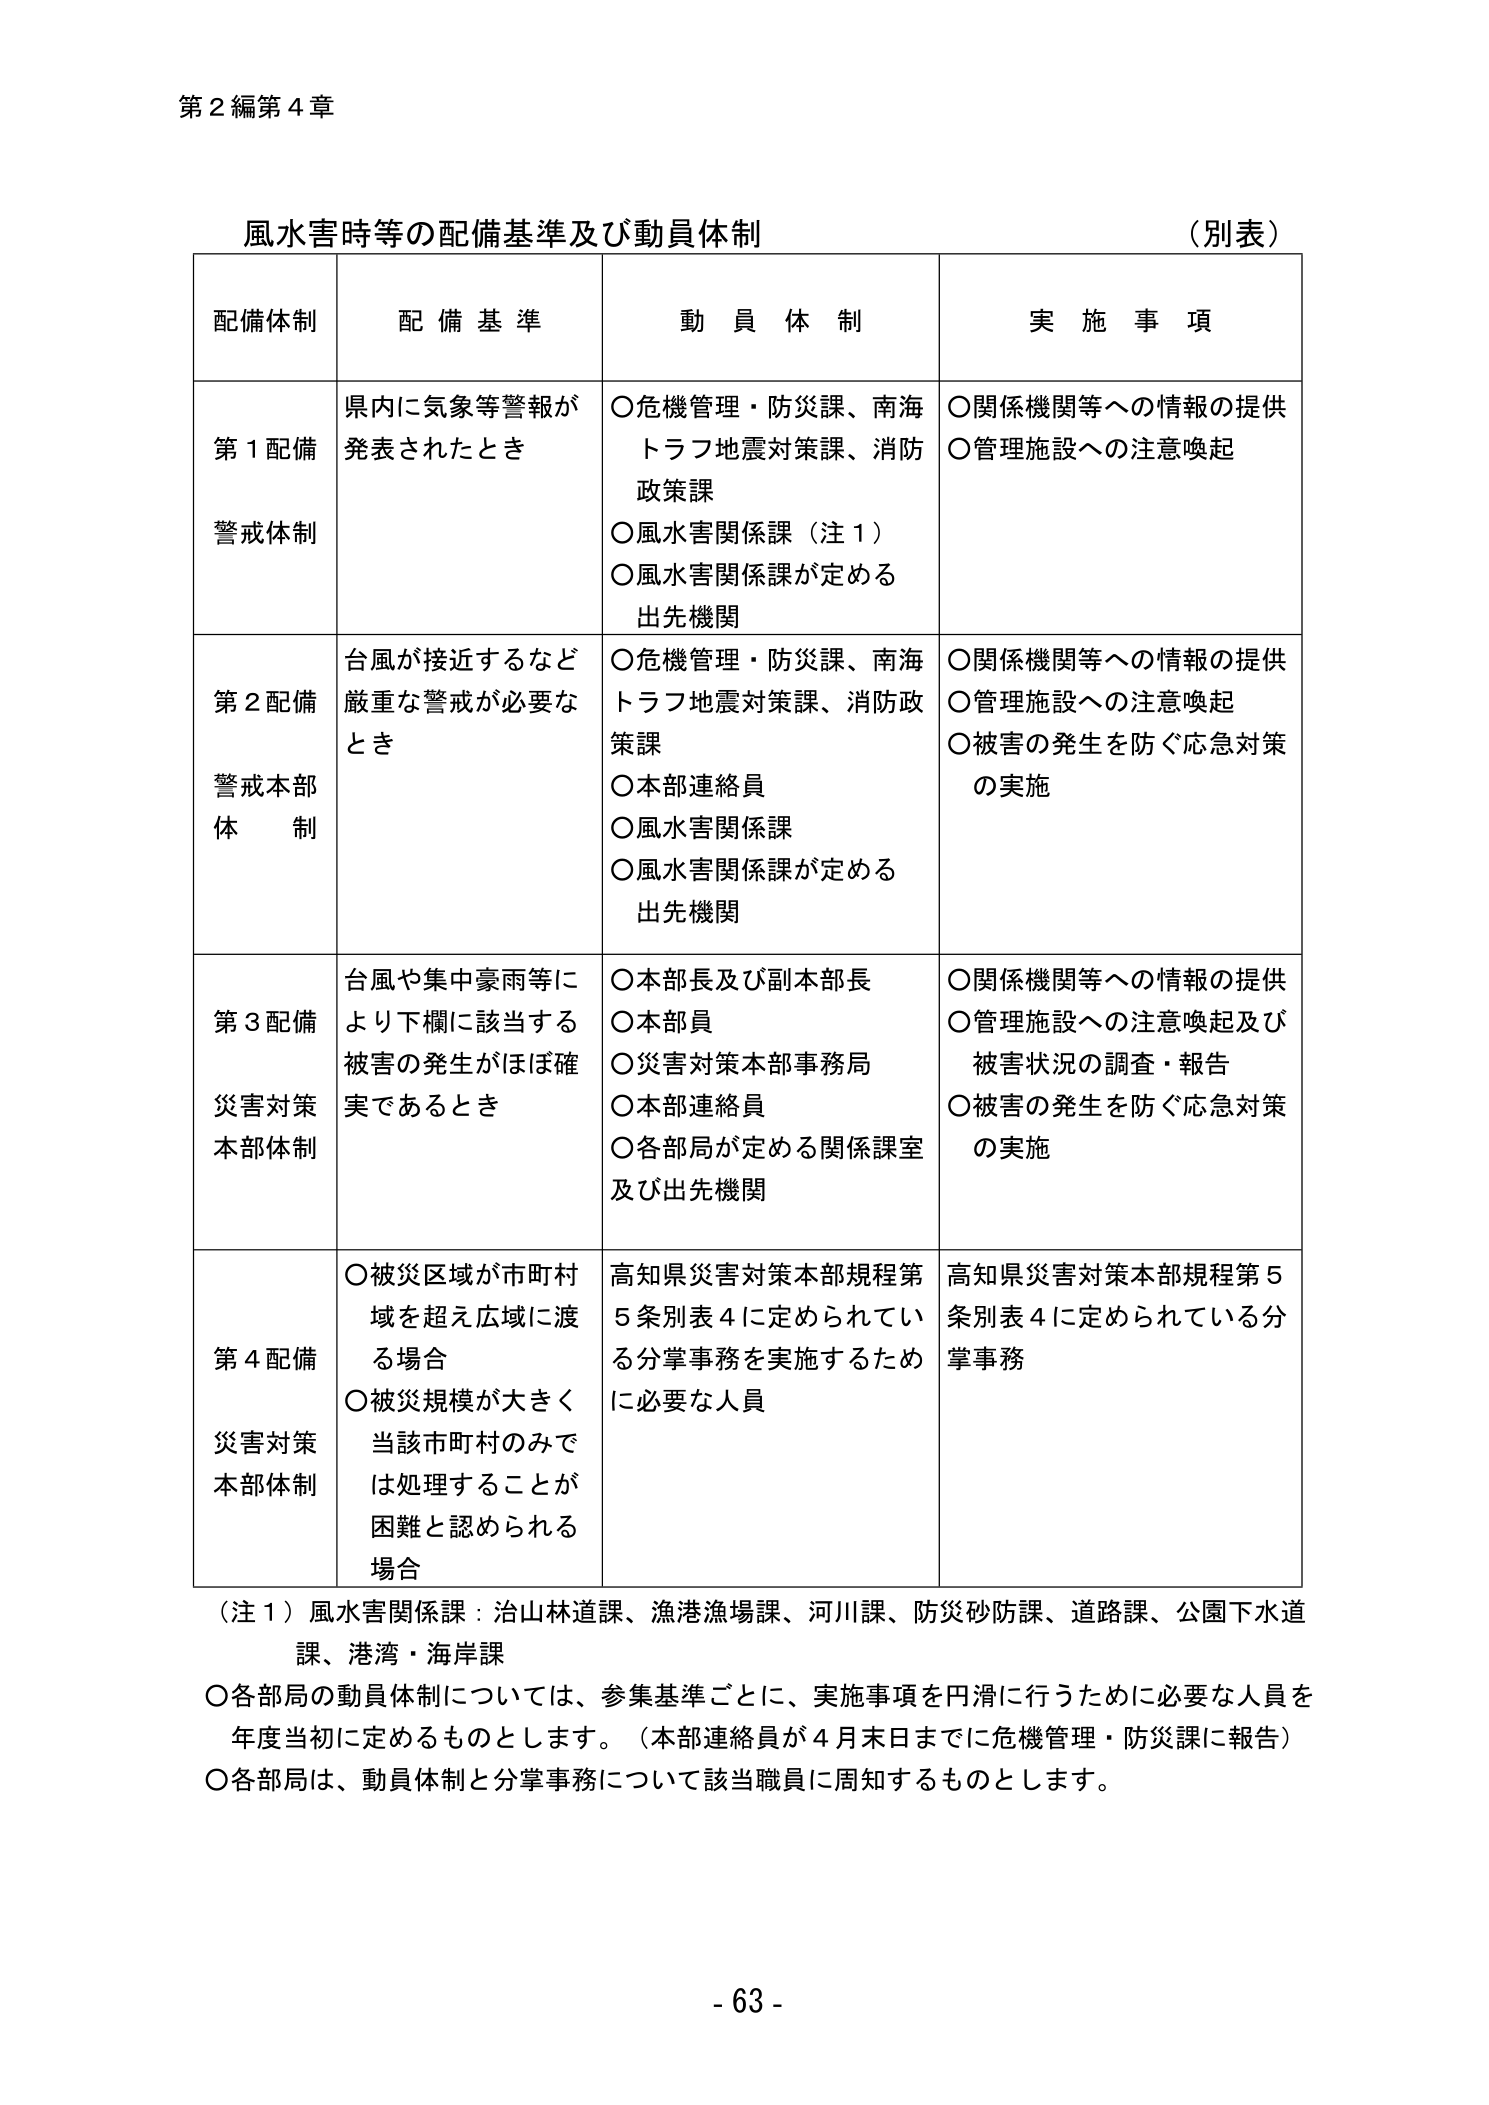 第２編第４章
風水害時等の配備基準及び動員体制　（別表）
配備体制
配　備　基　準
動　員　体　制
実　施　事　項
第１配備
警戒体制
県内に気象等警報が
発表されたとき
〇危機管理・防災課、南海
トラフ地震対策課、消防
政策課
〇風水害関係課（注１）
〇風水害関係課が定める
出先機関
〇関係機関等への情報の提供
〇管理施設への注意喚起
第２配備
警戒本部
体　　制
台風が接近するなど
厳重な警戒が必要な
とき
〇危機管理・防災課、南海
トラフ地震対策課、消防政
策課
〇本部連絡員
〇風水害関係課
〇風水害関係課が定める
出先機関
〇関係機関等への情報の提供
〇管理施設への注意喚起
〇被害の発生を防ぐ応急対策
の実施
第３配備
災害対策
本部体制
台風や集中豪雨等に
より下欄に該当する
被害の発生がほぼ確
実であるとき
〇本部長及び副本部長
〇本部員
〇災害対策本部事務局
〇本部連絡員
〇各部局が定める関係課室
及び出先機関
〇関係機関等への情報の提供
〇管理施設への注意喚起及び
被害状況の調査・報告
〇被害の発生を防ぐ応急対策
の実施
第４配備
災害対策
本部体制
〇被災区域が市町村
域を超え広域に渡
る場合
〇被災規模が大きく
当該市町村のみで
は処理することが
困難と認められる
場合
高知県災害対策本部規程第
５条別表４に定められてい
る分掌事務を実施するため
に必要な人員
高知県災害対策本部規程第５
条別表４に定められている分
掌事務
（注１）風水害関係課：治山林道課、漁港漁場課、河川課、防災砂防課、道路課、公園下水道
課、港湾・海岸課
〇各部局の動員体制については、参集基準ごとに、実施事項を円滑に行うために必要な人員を
年度当初に定めるものとします。（本部連絡員が４月末日までに危機管理・防災課に報告）
〇各部局は、動員体制と分掌事務について該当職員に周知するものとします。
- 63 -